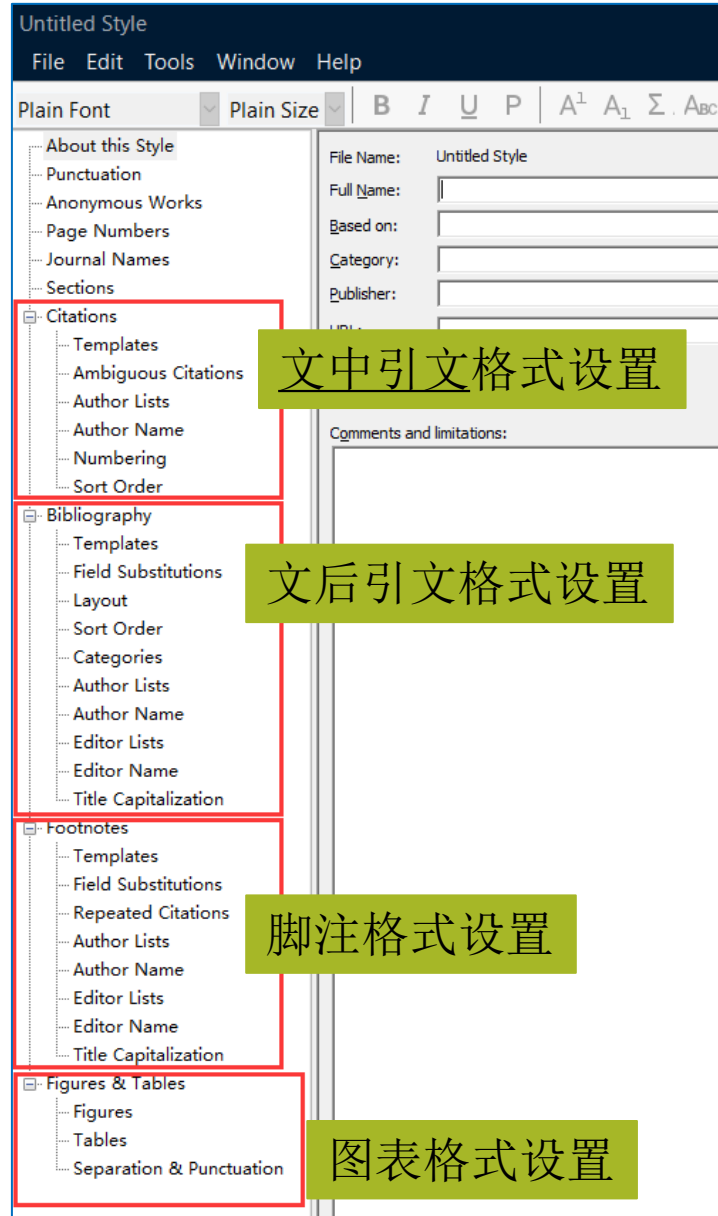 Untitled Style
File Edit Tools Window Help
Plain Font Plain Size B I U P A1 A1 Σ ABC
About this Style
Punctuation
Anonymous Works
Page Numbers
Journal Names
Sections
Citations
Templates
Ambiguous Citations
Author Lists
Author Name
Numbering
Sort Order
Bibliography
Templates
Field Substitutions
Layout
Sort Order
Categories
Author Lists
Author Name
Editor Lists
Editor Name
Title Capitalization
Footnotes
Templates
Field Substitutions
Repeated Citations
Author Lists
Author Name
Editor Lists
Editor Name
Title Capitalization
Figures & Tables
Figures
Tables
Separation & Punctuation
File Name: Untitled Style
Full Name:
Based on:
Category:
Publisher:
Comments and limitations:
文中引文格式设置
文后引文格式设置
脚注格式设置
图表格式设置